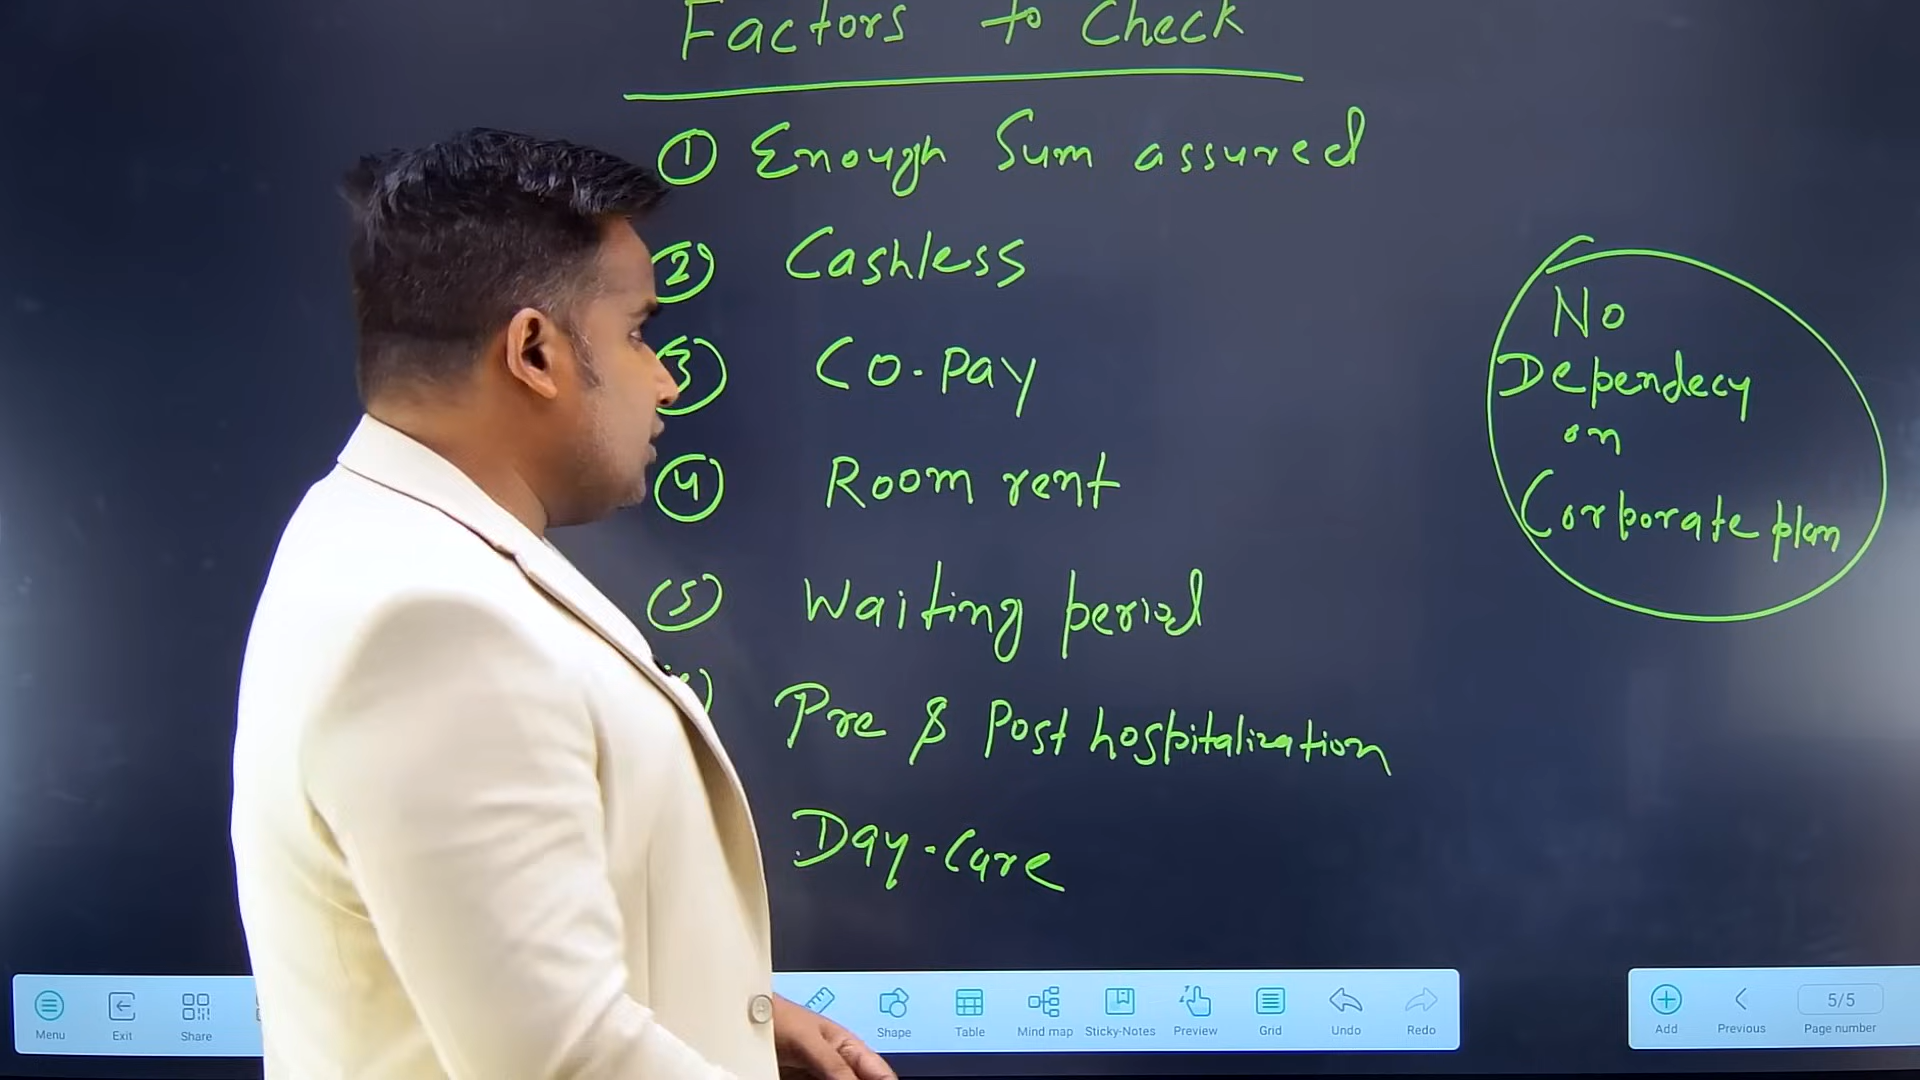 Factors to Check
① Enough Sum assured
② Cashless
③ Co-pay
④ Room rent
⑤ Waiting period
Pre & Post hospitalization
Day-care
No
Dependecy
on
Corporate plan
Menu
Exit
Share
Shape
Table
Mind map
Sticky-Notes
Preview
Grid
Undo
Redo
Add
Previous
5/5
Page number